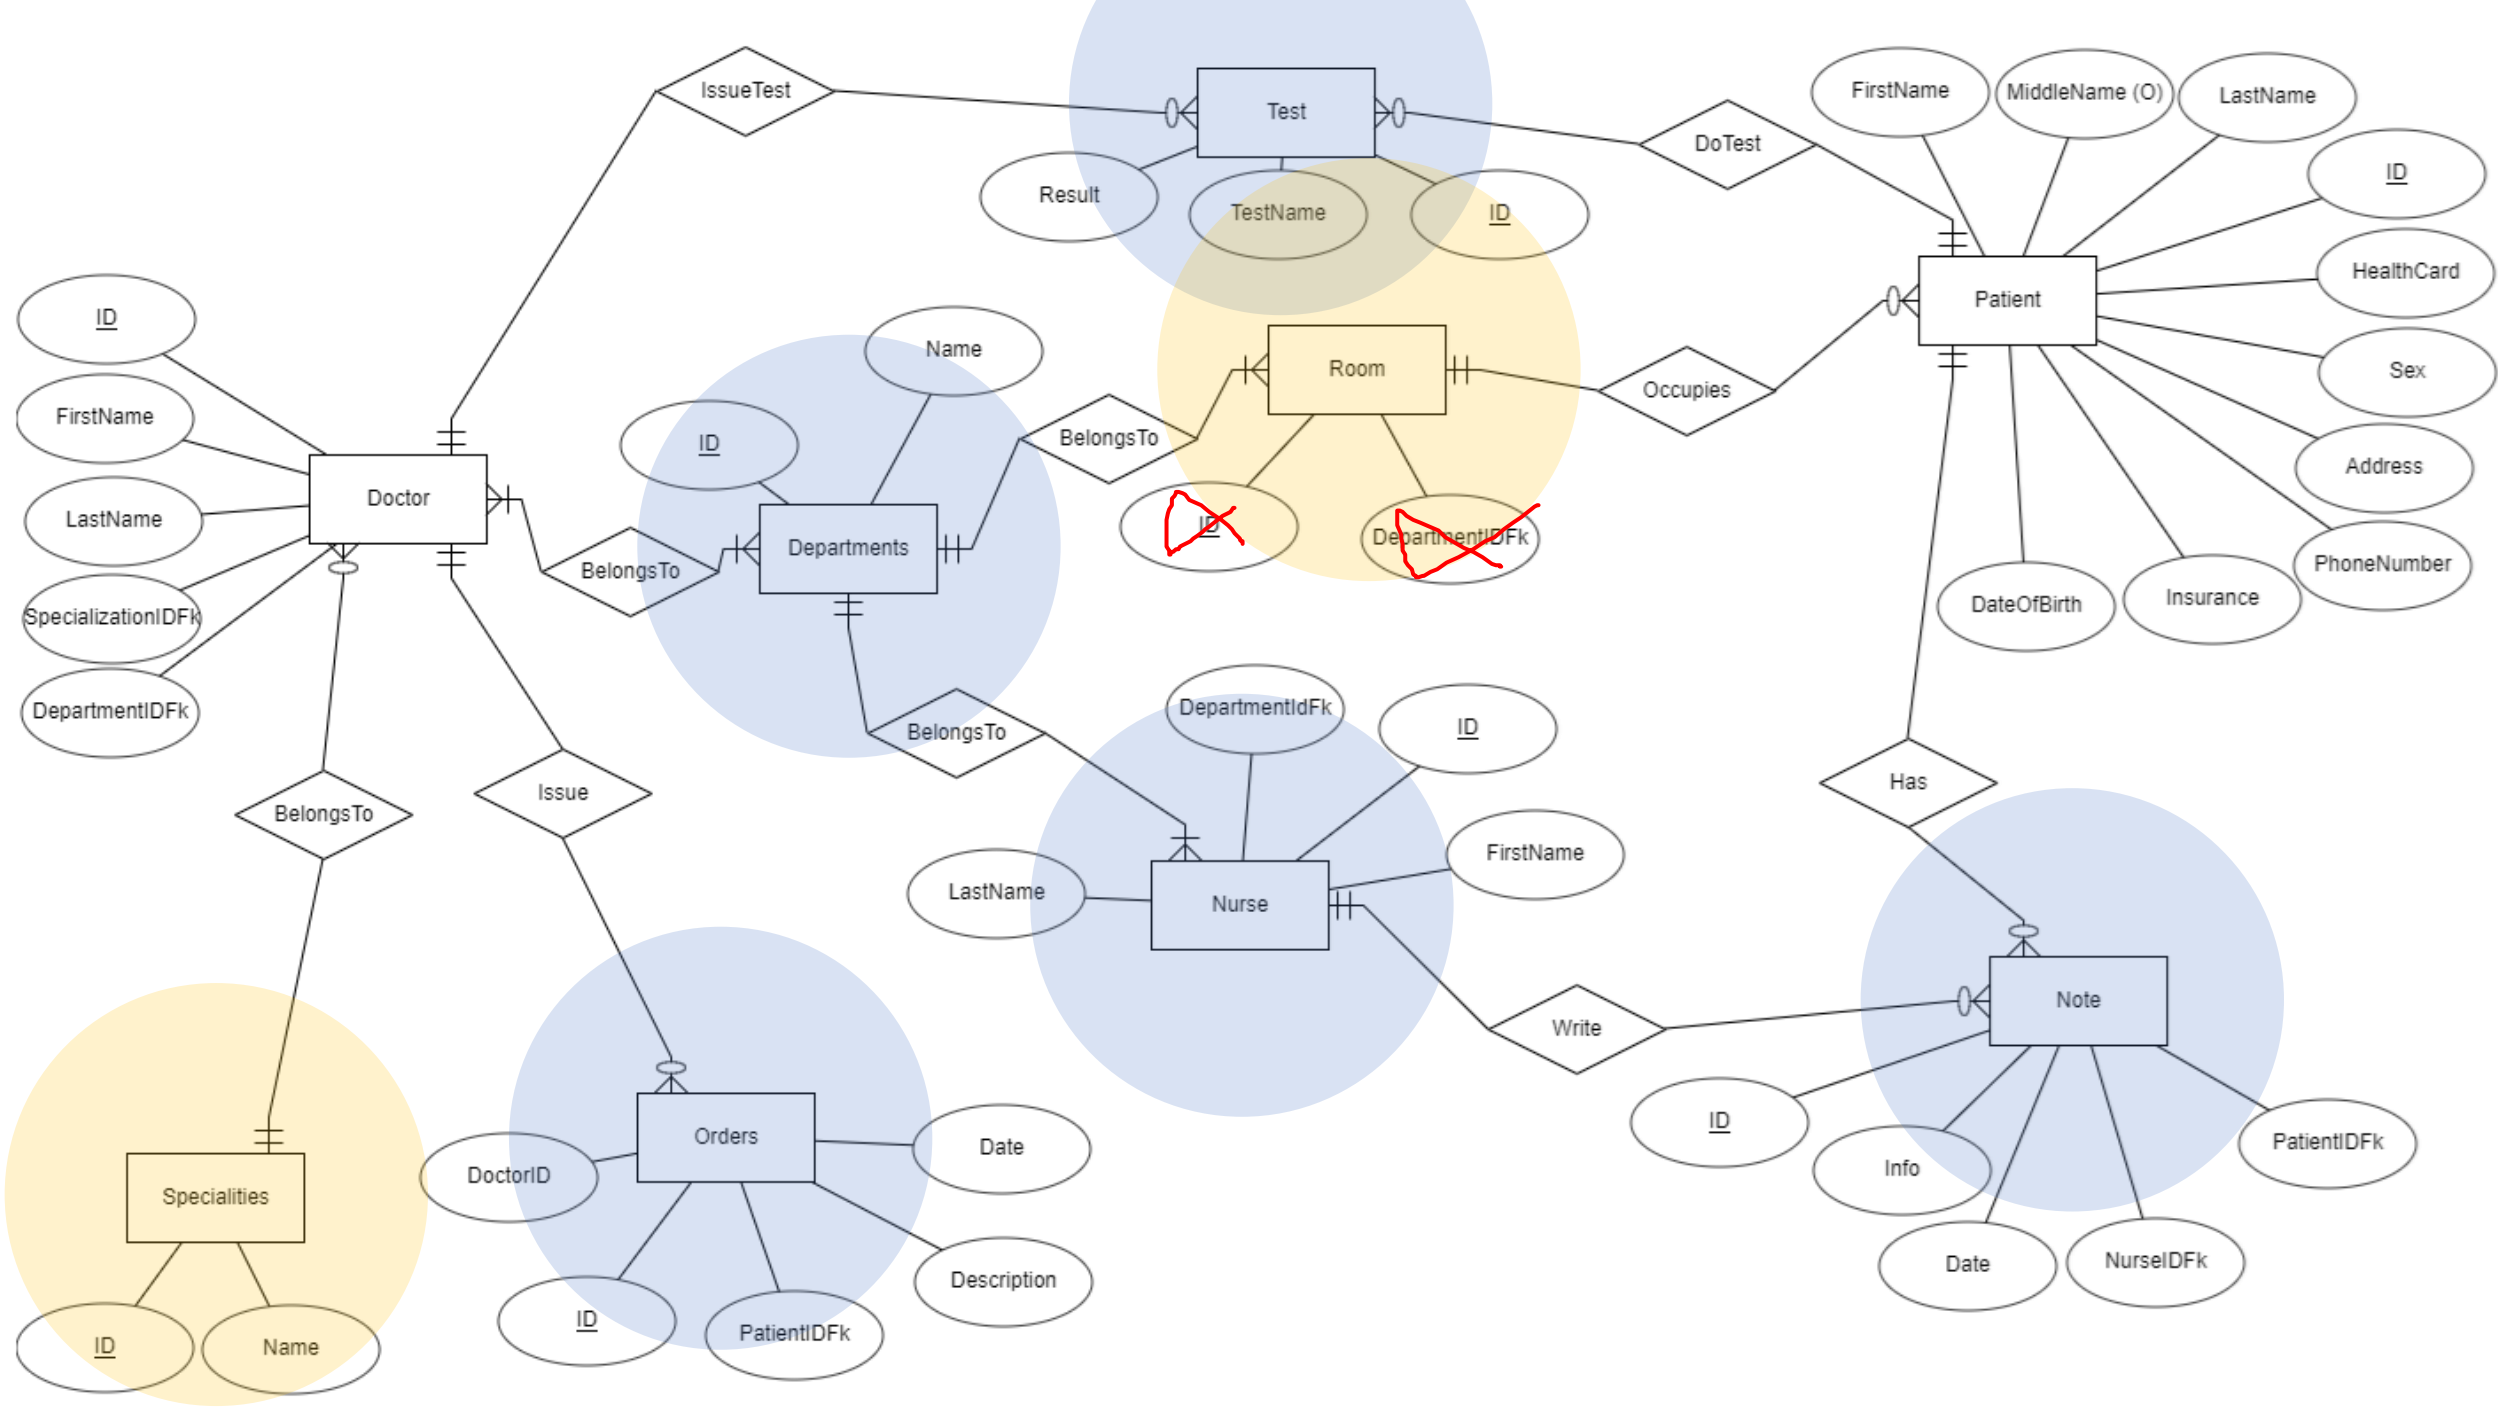 IssueTest
Test
DoTest
FirstName
MiddleName (O)
LastName
ID
HealthCard
Sex
Address
PhoneNumber
Insurance
DateOfBirth
Patient
Result
TestName
ID
Room
Occupies
BelongsTo
ID
DepartmentIDFk
Name
ID
Departments
BelongsTo
ID
FirstName
LastName
SpecializationIDFk
DepartmentIDFk
Doctor
BelongsTo
Issue
BelongsTo
DepartmentIdFk
ID
FirstName
LastName
Nurse
Has
Write
Note
ID
Info
Date
NurseIDFk
PatientIDFk
Orders
DoctorID
Date
ID
PatientIDFk
Description
Specialities
ID
Name